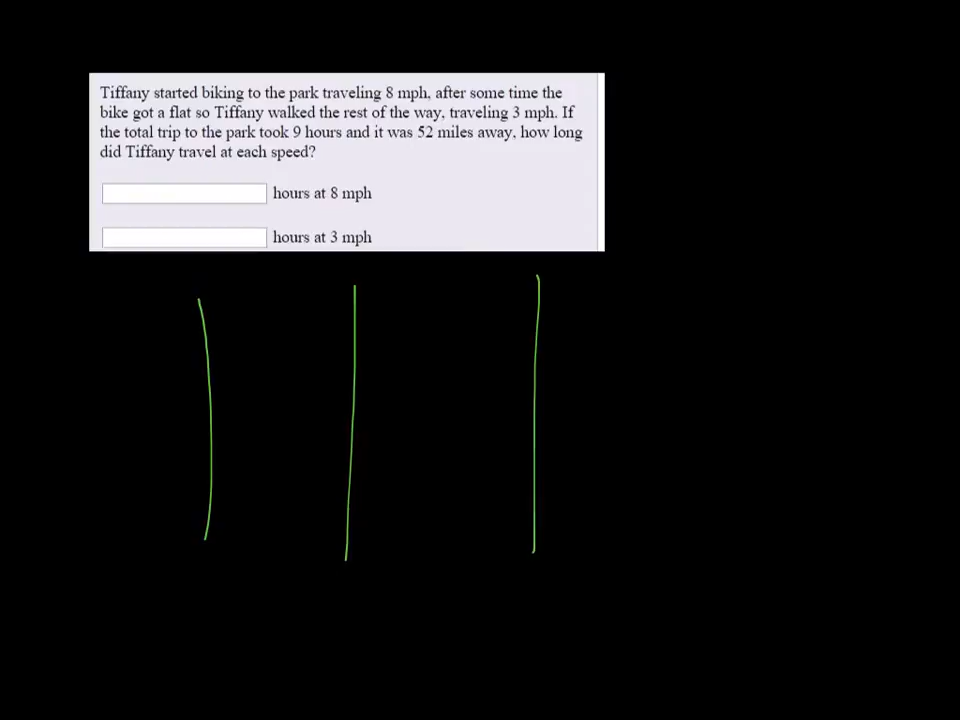 Tiffany started biking to the park traveling 8 mph, after some time the
bike got a flat so Tiffany walked the rest of the way, traveling 3 mph. If
the total trip to the park took 9 hours and it was 52 miles away, how long
did Tiffany travel at each speed?
hours at 8 mph
hours at 3 mph